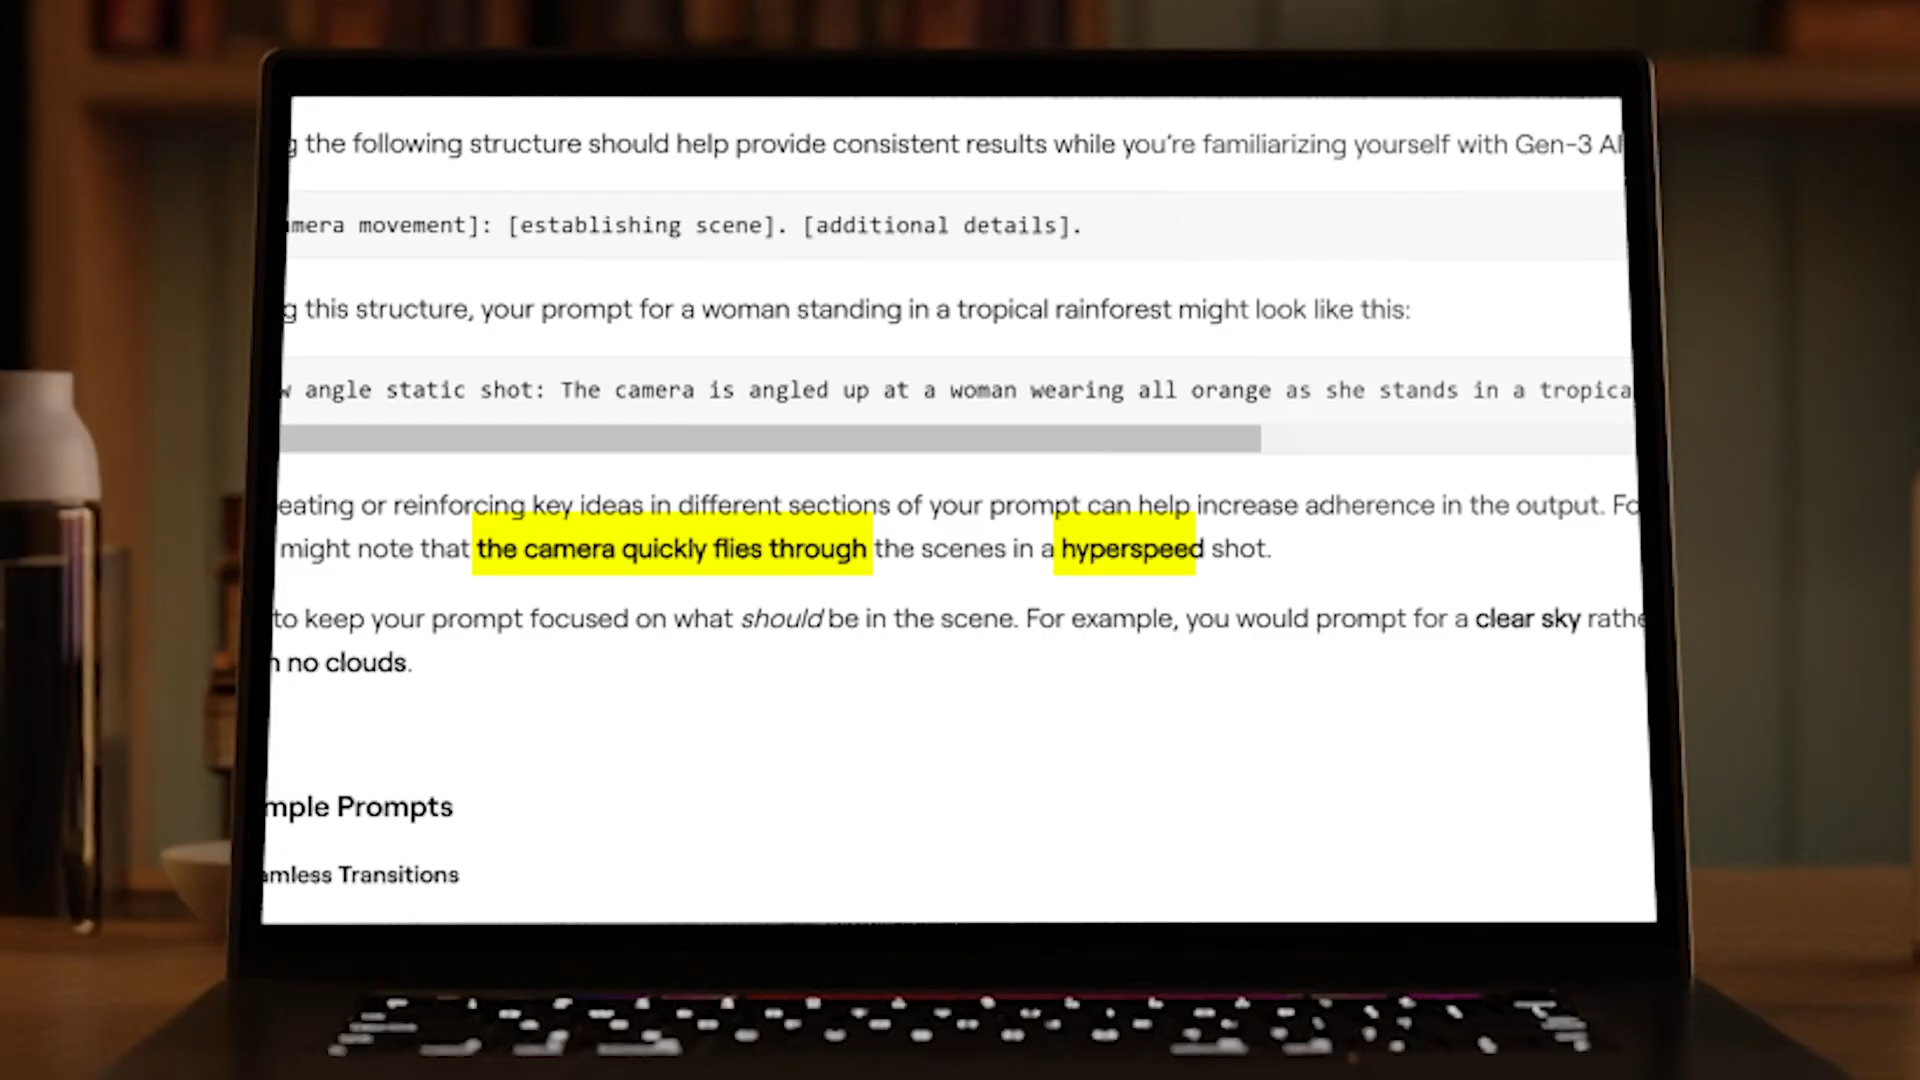 g the following structure should help provide consistent results while you're familiarizing yourself with Gen-3 Al
mera movement]: [establishing scene]. [additional details].
g this structure, your prompt for a woman standing in a tropical rainforest might look like this:
w angle static shot: The camera is angled up at a woman wearing all orange as she stands in a tropica
eating or reinforcing key ideas in different sections of your prompt can help increase adherence in the output. Fo
might note that the camera quickly flies through the scenes in a hyperspeed shot.
to keep your prompt focused on what should be in the scene. For example, you would prompt for a clear sky rathe
n no clouds.
mple Prompts
amless Transitions